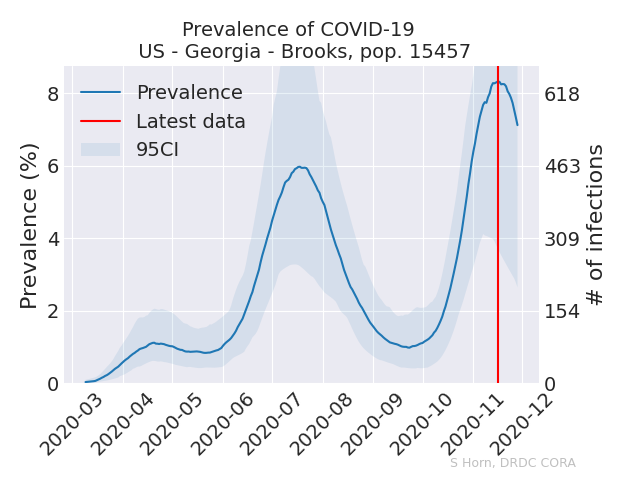 Prevalence of COVID-19
US - Georgia - Brooks, pop. 15457
Prevalence
Latest data
95CI
Prevalence (%)
8
6
4
2
0
# of infections
618
463
309
154
0
2020-03
2020-04
2020-05
2020-06
2020-07
2020-08
2020-09
2020-10
2020-11
2020-12
S Horn, DRDC CORA